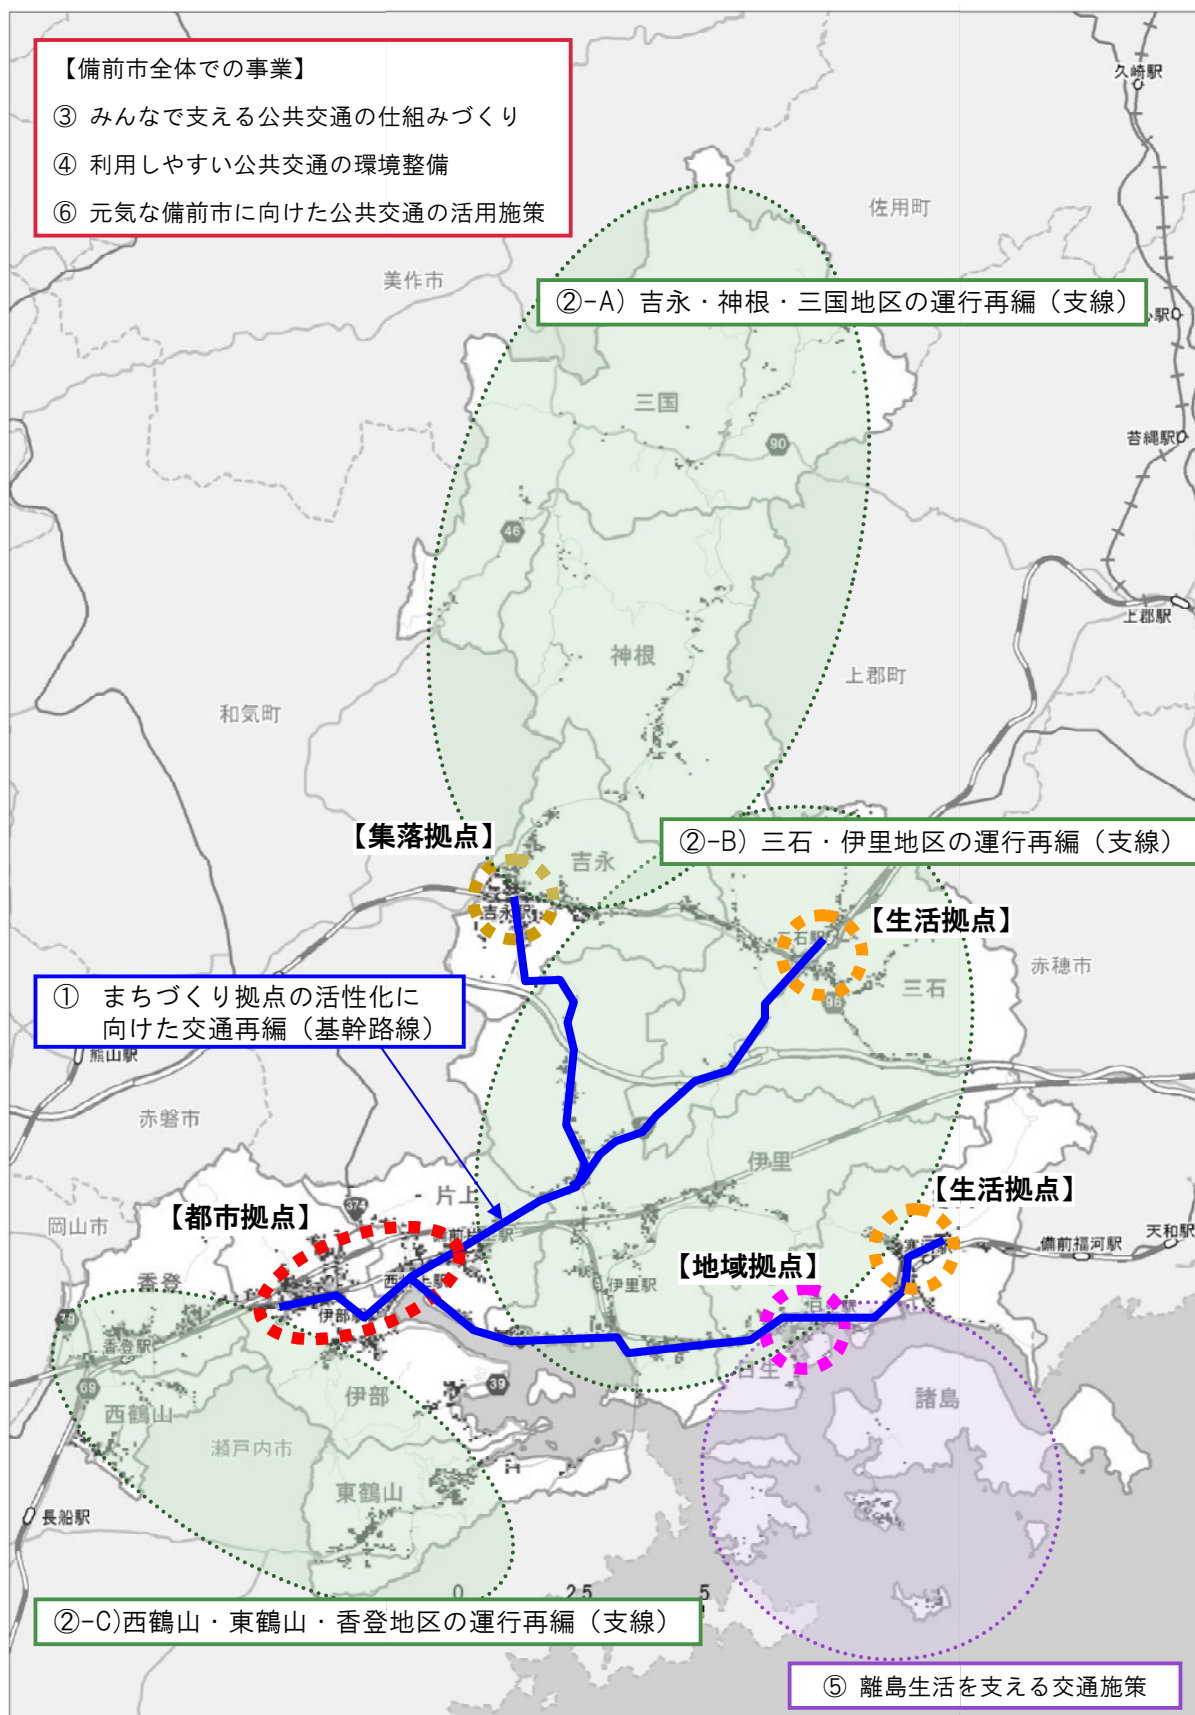 【備前市全体での事業】
③ みんなで支える公共交通の仕組みづくり
④ 利用しやすい公共交通の環境整備
⑥ 元気な備前市に向けた公共交通の活用施策
久崎駅
佐用町
美作市
②-A) 吉永・神根・三国地区の運行再編（支線）
三国
90
苔縄駅
46
上郡駅
神根
上郡町
和気町
②-B) 三石・伊里地区の運行再編（支線）
【集落拠点】
吉永
吉永駅
【生活拠点】
三石駅
赤穂市
三石
96
① まちづくり拠点の活性化に
向けた交通再編（基幹路線）
熊山駅
赤磐市
伊里
片上
【生活拠点】
374
【都市拠点】
岡山市
天和駅
備前福河駅
【地域拠点】
香登
伊里駅
香登駅
39
69
伊部
諸島
西鶴山
瀬戸内市
東鶴山
長船駅
0
2.5
5
②-C)西鶴山・東鶴山・香登地区の運行再編（支線）
⑤ 離島生活を支える交通施策